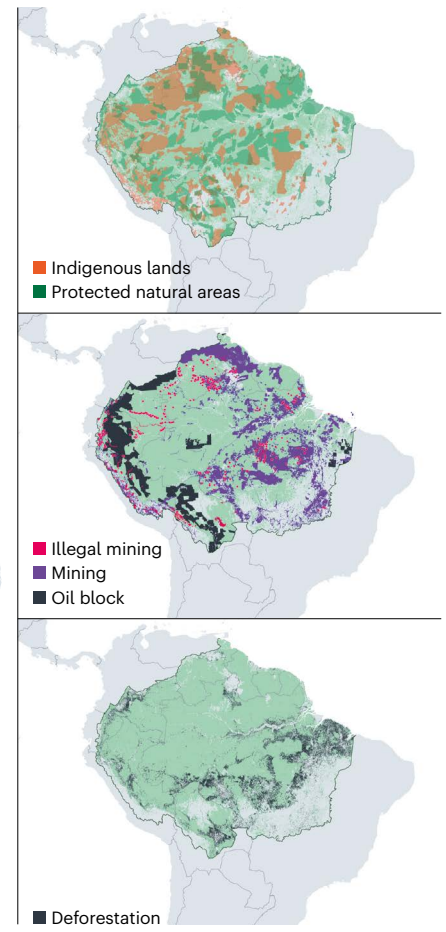 Indigenous lands
Protected natural areas
Illegal mining
Mining
Oil block
Deforestation